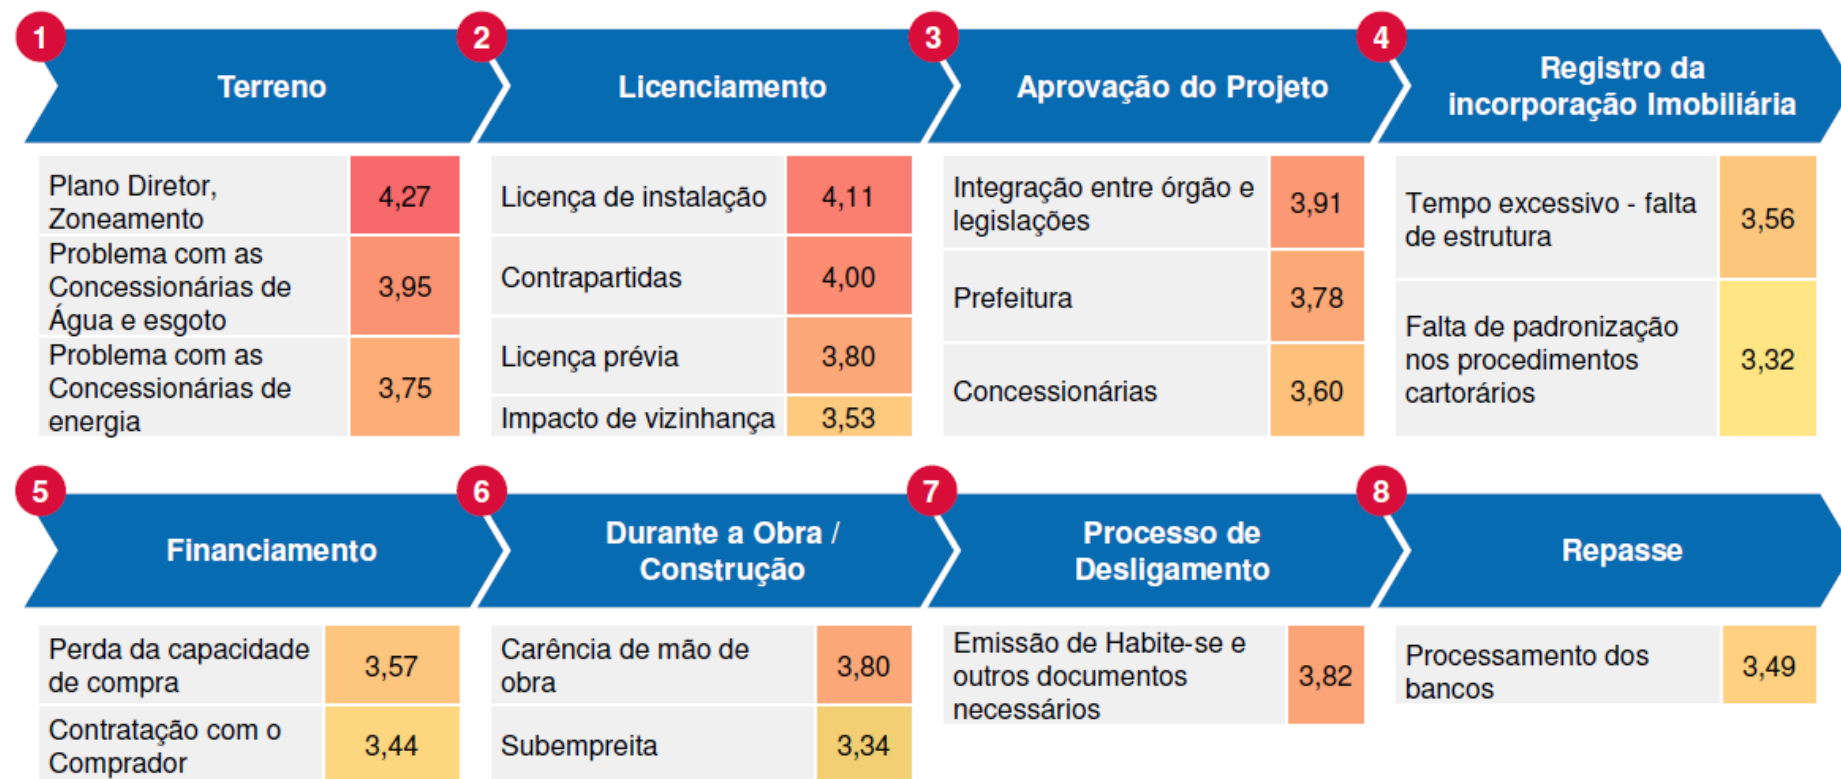 1
Terreno
Plano Diretor,
Zoneamento
4,27
Problema com as
Concessionárias de
Água e esgoto
3,95
Problema com as
Concessionárias de
energia
3,75
2
Licenciamento
Licença de instalação
4,11
Contrapartidas
4,00
Licença prévia
3,80
Impacto de vizinhança
3,53
3
Aprovação do Projeto
Integração entre órgão e
legislações
3,91
Prefeitura
3,78
Concessionárias
3,60
4
Registro da
incorporação Imobiliária
Tempo excessivo - falta
de estrutura
3,56
Falta de padronização
nos procedimentos
cartorários
3,32
5
Financiamento
Perda da capacidade
de compra
3,57
Contratação com o
Comprador
3,44
6
Durante a Obra /
Construção
Carência de mão de
obra
3,80
Subempreita
3,34
7
Processo de
Desligamento
Emissão de Habite-se e
outros documentos
necessários
3,82
8
Repasse
Processamento dos
bancos
3,49